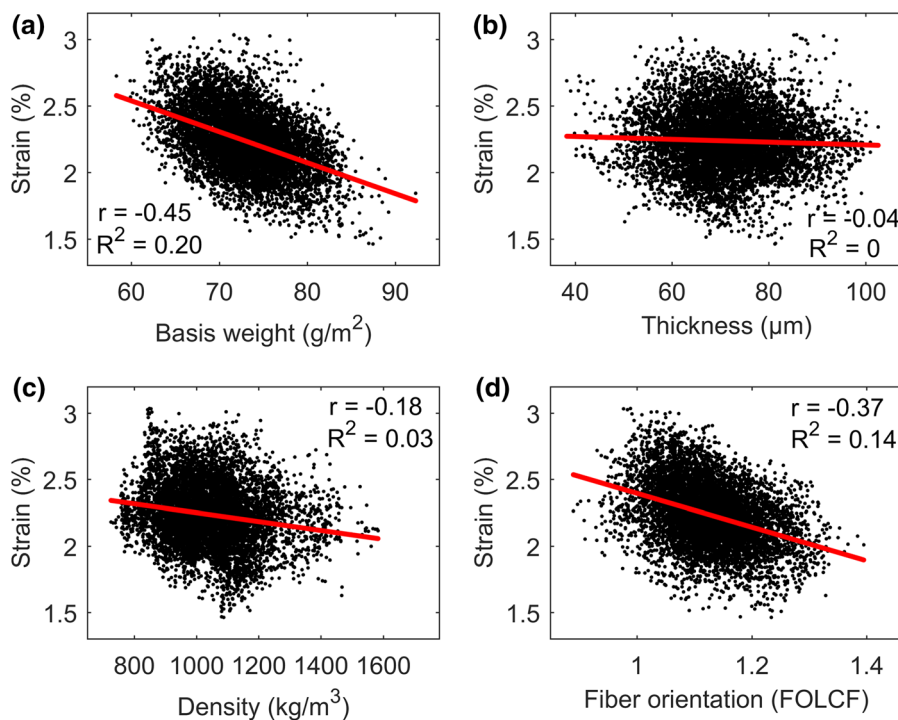 (a)
3
2.5
2
1.5
Strain (%)
r = -0.45
R² = 0.20
60 70 80 90
Basis weight (g/m²)
(b)
3
2.5
2
1.5
Strain (%)
r = -0.04
R² = 0
40 60 80 100
Thickness (µm)
(c)
3
2.5
2
1.5
Strain (%)
r = -0.18
R² = 0.03
800 1000 1200 1400 1600
Density (kg/m³)
(d)
3
2.5
2
1.5
Strain (%)
r = -0.37
R² = 0.14
1 1.2 1.4
Fiber orientation (FOLCF)